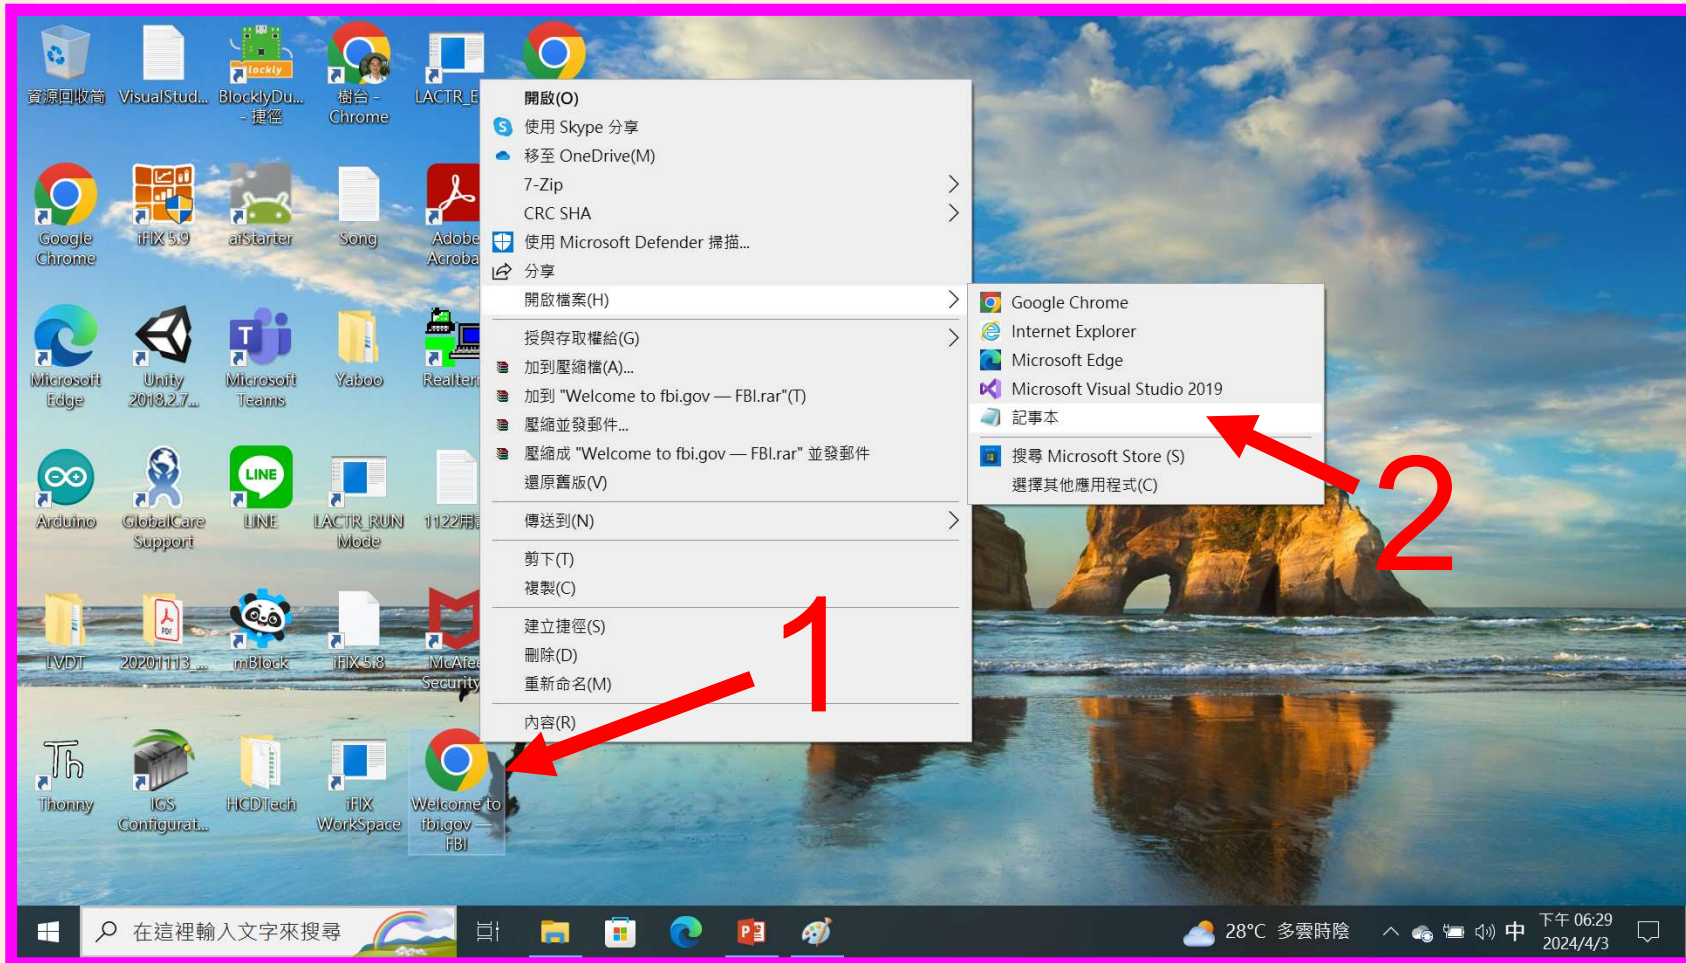 資源回收筒
VisualStud...
BlocklyDu...
- 捷徑
樹谷 -
Chrome
LACTR_E
Google
Chrome
iFIX 5.9
aiStarter
Song
Adobe
Acroba
Microsoft
Edge
Unity
2018.2.7...
Microsoft
Teams
Yaboo
Realter
Arduino
GlobalCare
Support
LINE
LACTR_RUN
Mode
1122用
LVDT
20201113_...
mBlock
iFIX 5.8
McAfee
Security
Thonny
IGS
Configurat...
HCDTech
iFIX
WorkSpace
Welcome to
fbi.gov —
FBI
開啟(O)
使用 Skype 分享
移至 OneDrive(M)
7-Zip
CRC SHA
使用 Microsoft Defender 掃描...
分享
開啟檔案(H)
授與存取權給(G)
加到壓縮檔(A)...
加到 "Welcome to fbi.gov — FBI.rar"(T)
壓縮並發郵件...
壓縮成 "Welcome to fbi.gov — FBI.rar" 並發郵件
還原舊版(V)
傳送到(N)
剪下(T)
複製(C)
建立捷徑(S)
刪除(D)
重新命名(M)
內容(R)
Google Chrome
Internet Explorer
Microsoft Edge
Microsoft Visual Studio 2019
記事本
搜尋 Microsoft Store (S)
選擇其他應用程式(C)
1
2
在這裡輸入文字來搜尋
28°C 多雲時陰
中
下午 06:29
2024/4/3